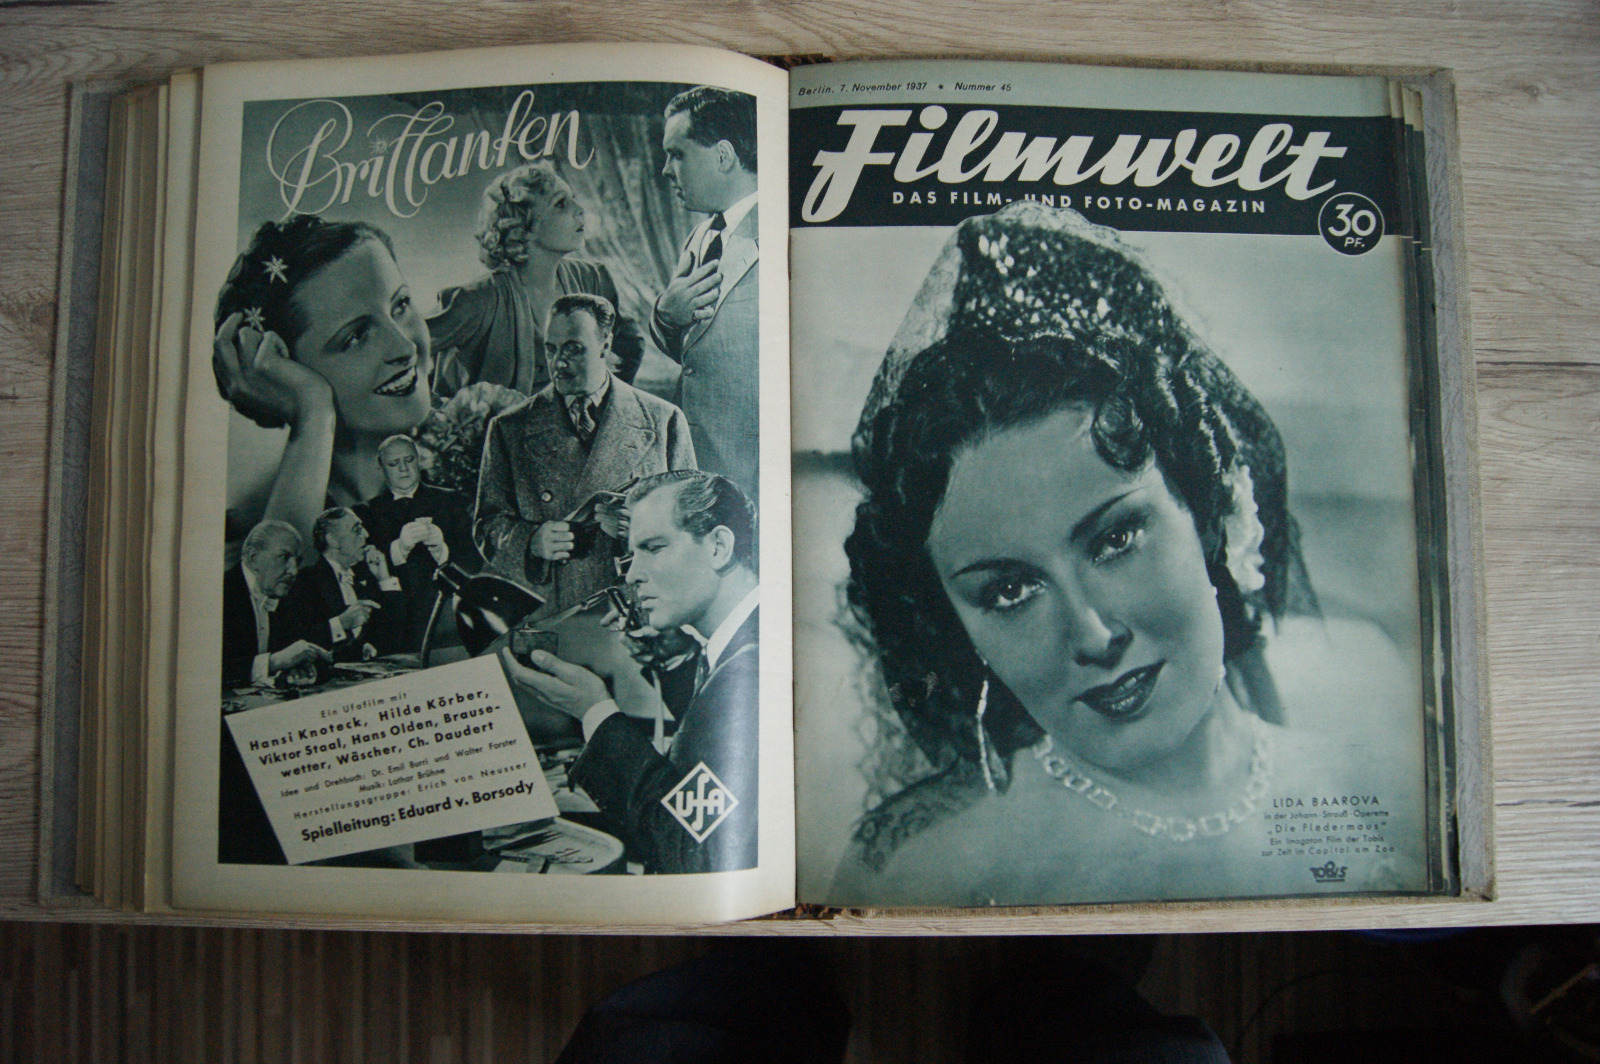 Brillanten
Ein Ufafilm mit
Hansi Knoteck, Hilde Körber,
Viktor Staal, Hans Olden, Brause-
wetter, Wäscher, Ch. Daudert
Idee und Drehbuch: Dr. Emil Burri und Walter Forster
Musik: Lothar Brühne
Herstellungsgruppe: Erich von Neusser
Spielleitung: Eduard v. Borsody
UFA
Berlin. 7. November 1937 * Nummer 45
Filmwelt
DAS FILM- UND FOTO-MAGAZIN
30
PF.
LIDA BAAROVA
in der Johann-Strauß-Operette
„Die Fledermaus"
Ein Imagoton Film der Tobis
zur Zeit im Capitol am Zoo
TOBIS